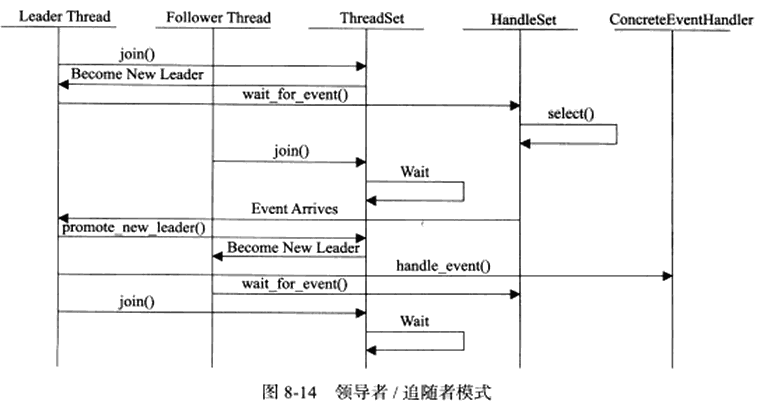 Leader Thread Follower Thread ThreadSet HandleSet ConcreteEventHandler
join()
Become New Leader
wait_for_event()
select()
join()
Wait
Event Arrives
promote_new_leader()
Become New Leader
handle_event()
wait_for_event()
join()
Wait
图 8-14 领导者 / 追随者模式